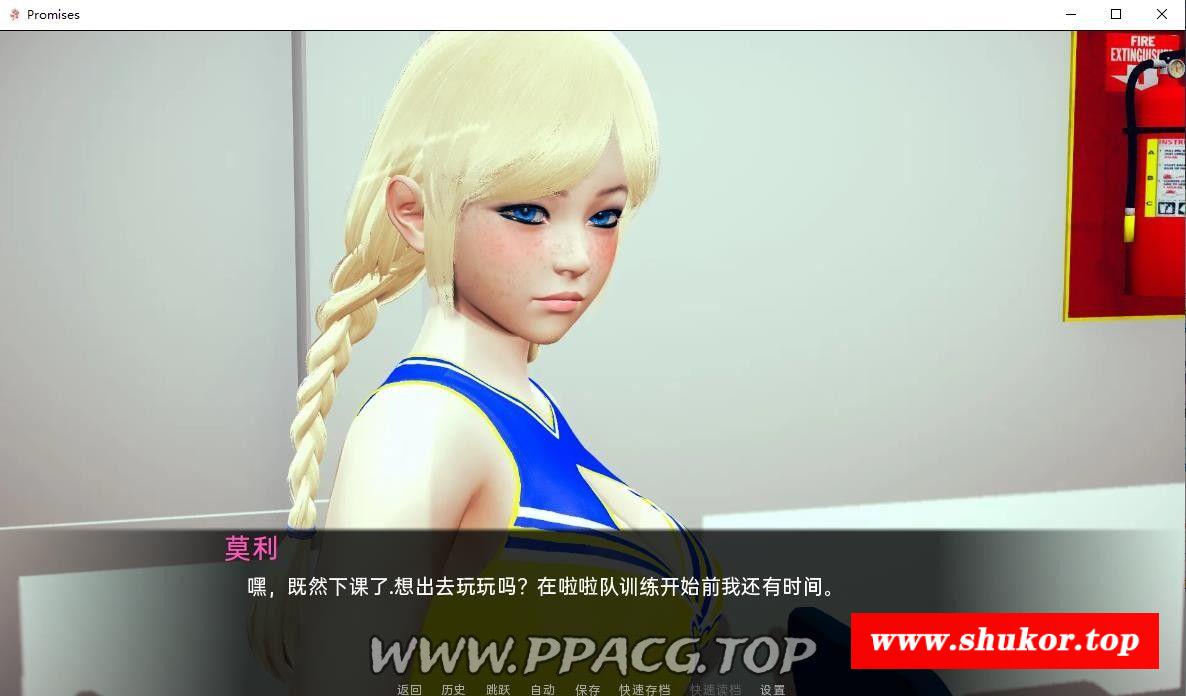 Promises
FIRE
EXTINGUISH
INSTR
A
B
C
莫利
嘿，既然下课了.想出去玩玩吗？在啦啦队训练开始前我还有时间。
WWW.PPACG.TOP
www.shukor.top
返回 历史 跳跃 自动 保存 快速存档 快速读档 设置